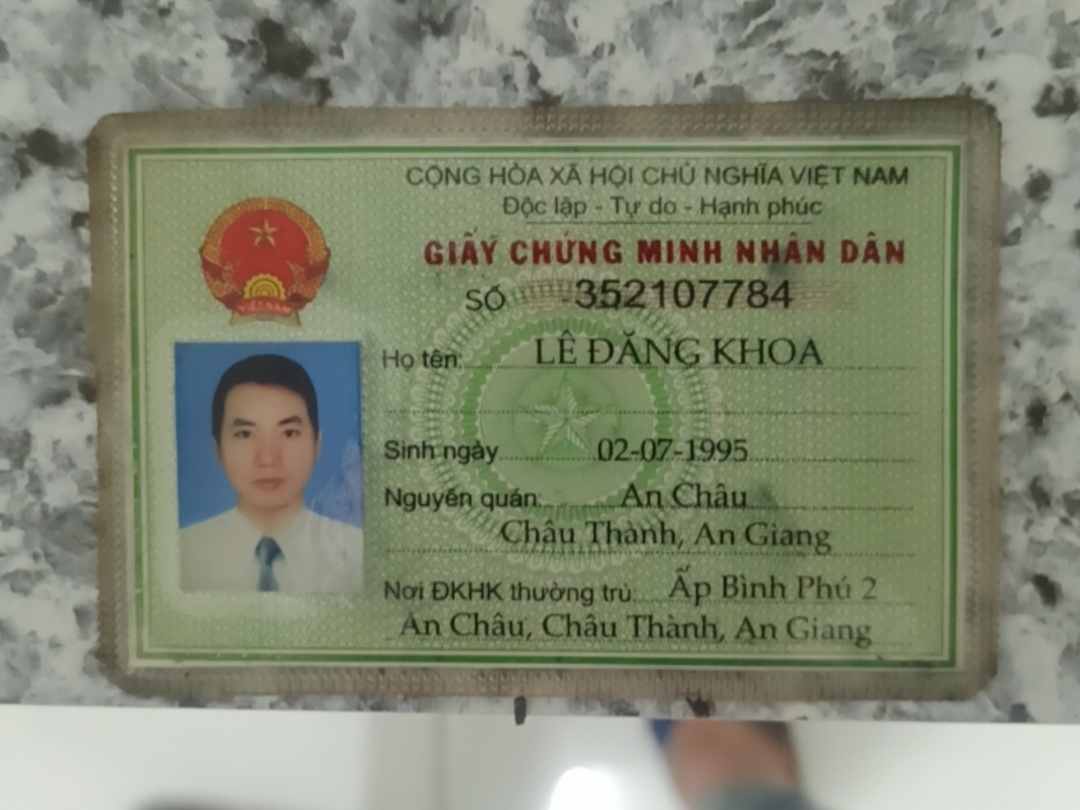 CỘNG HÒA XÃ HỘI CHỦ NGHĨA VIỆT NAM
Độc lập - Tự do - Hạnh phúc
GIẤY CHỨNG MINH NHÂN DÂN
SỐ 352107784
Họ tên: LÊ ĐĂNG KHOA
Sinh ngày 02-07-1995
Nguyên quán: An Châu
Châu Thành, An Giang
Nơi ĐKHK thường trú: Ấp Bình Phú 2
An Châu, Châu Thành, An Giang
VIỆT NAM